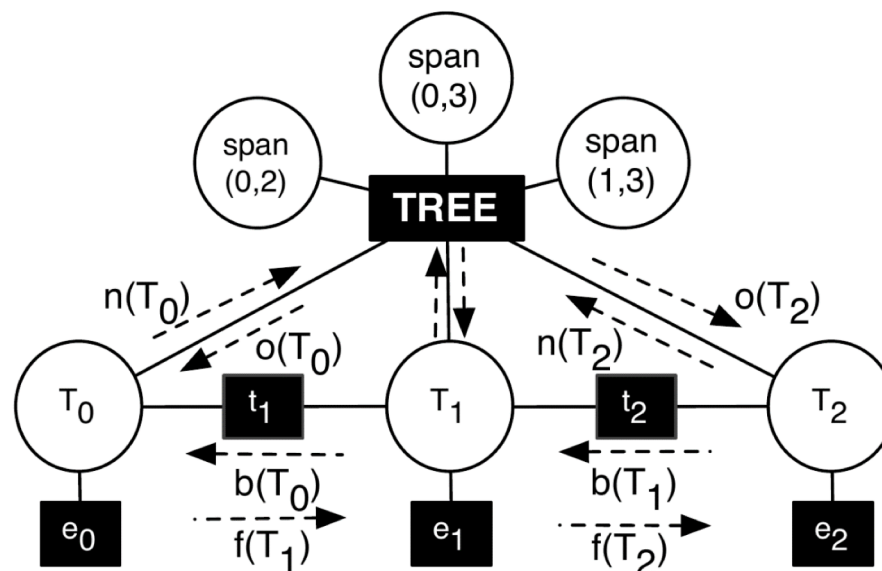 span
(0,3)
span
(0,2)
span
(1,3)
TREE
n(T0)
o(T0)
n(T2)
o(T2)
T0
t1
T1
t2
T2
b(T0)
f(T1)
b(T1)
f(T2)
e0
e1
e2